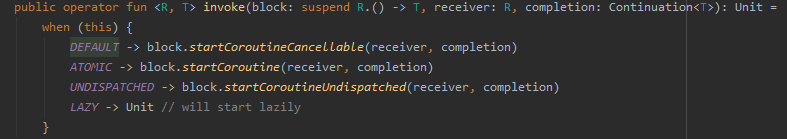 public operator fun <R, T> invoke(block: suspend R.() -> T, receiver: R, completion: Continuation<T>): Unit =
when (this) {
DEFAULT -> block.startCoroutineCancellable(receiver, completion)
ATOMIC -> block.startCoroutine(receiver, completion)
UNDISPATCHED -> block.startCoroutineUndispatched(receiver, completion)
LAZY -> Unit // will start lazily
}